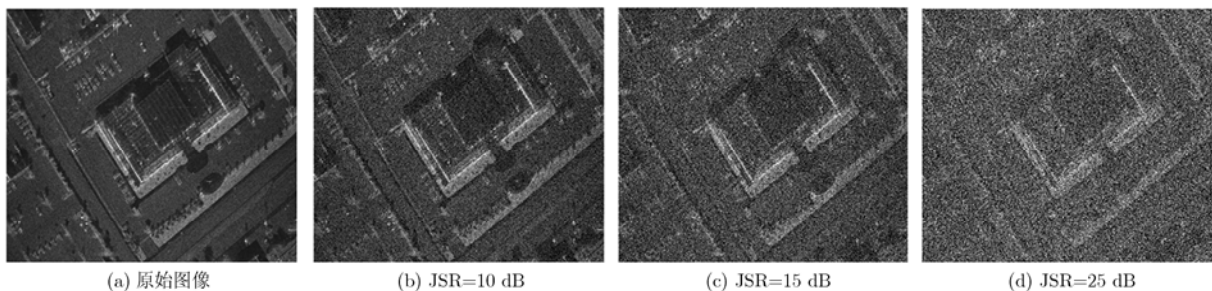 (a) 原始图像
(b) JSR=10 dB
(c) JSR=15 dB
(d) JSR=25 dB